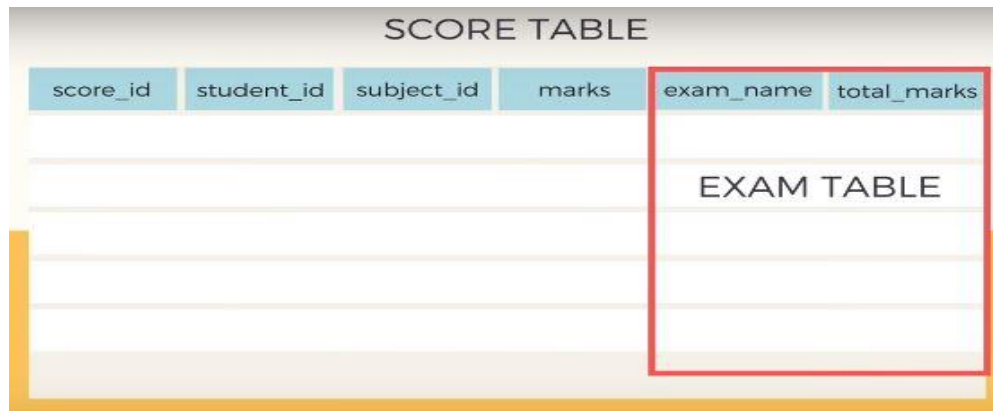 SCORE TABLE
score_id student_id subject_id marks exam_name total_marks
EXAM TABLE